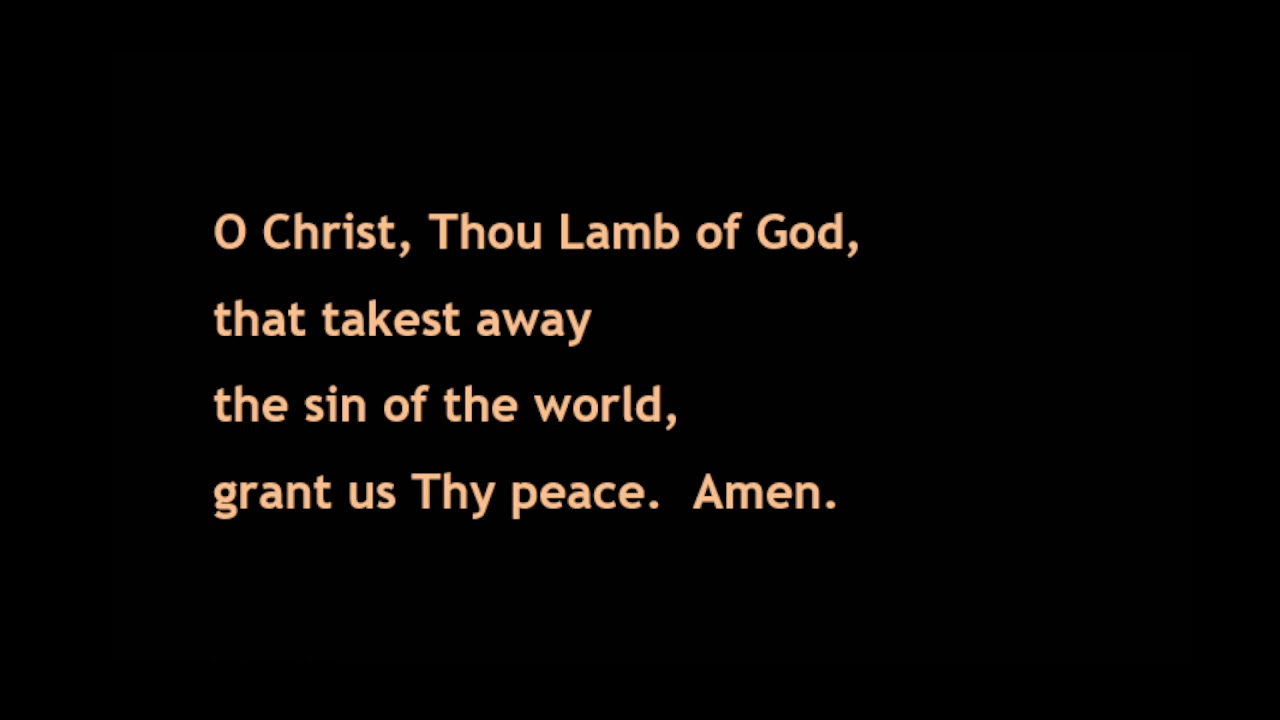 O Christ, Thou Lamb of God,
that takest away
the sin of the world,
grant us Thy peace.  Amen.